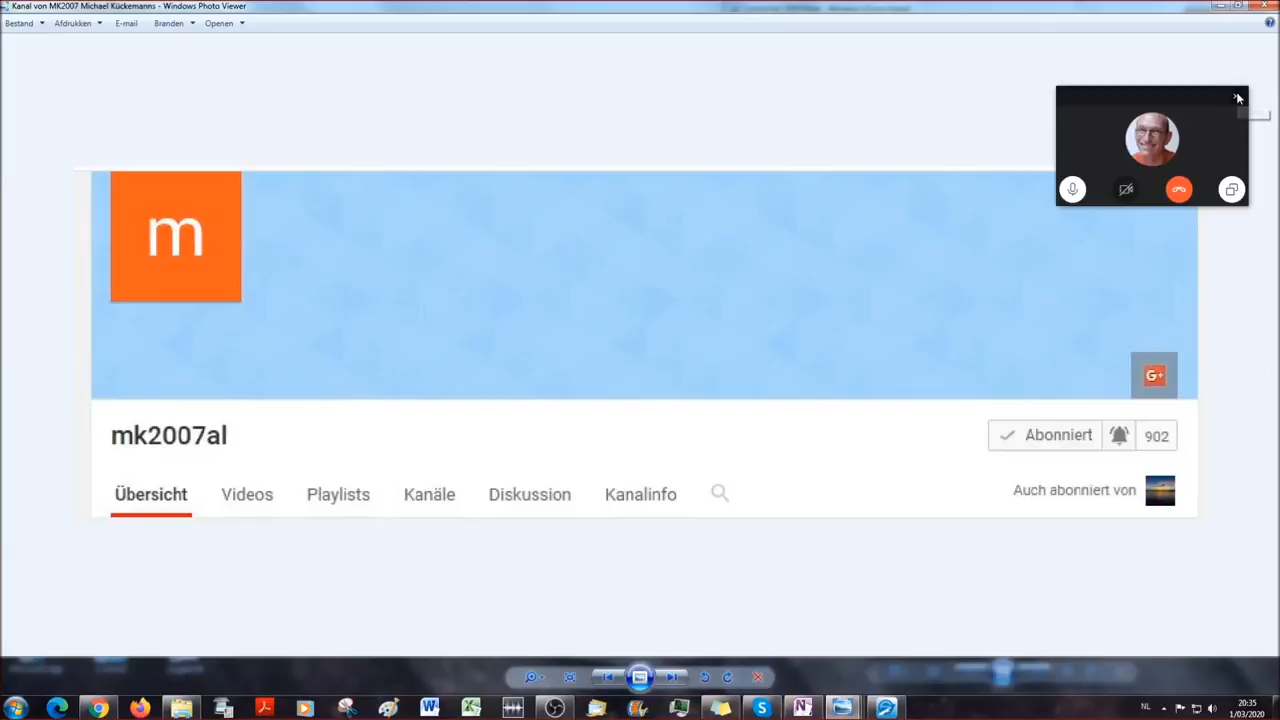 Kanal von MK2007 Michael Kückemanns - Windows Photo Viewer
Bestand Afdrukken E-mail Branden Openen
m
G+
mk2007al
Abonniert 902
Übersicht Videos Playlists Kanäle Diskussion Kanalinfo
Auch abonniert von
NL
20:35
1/03/2020